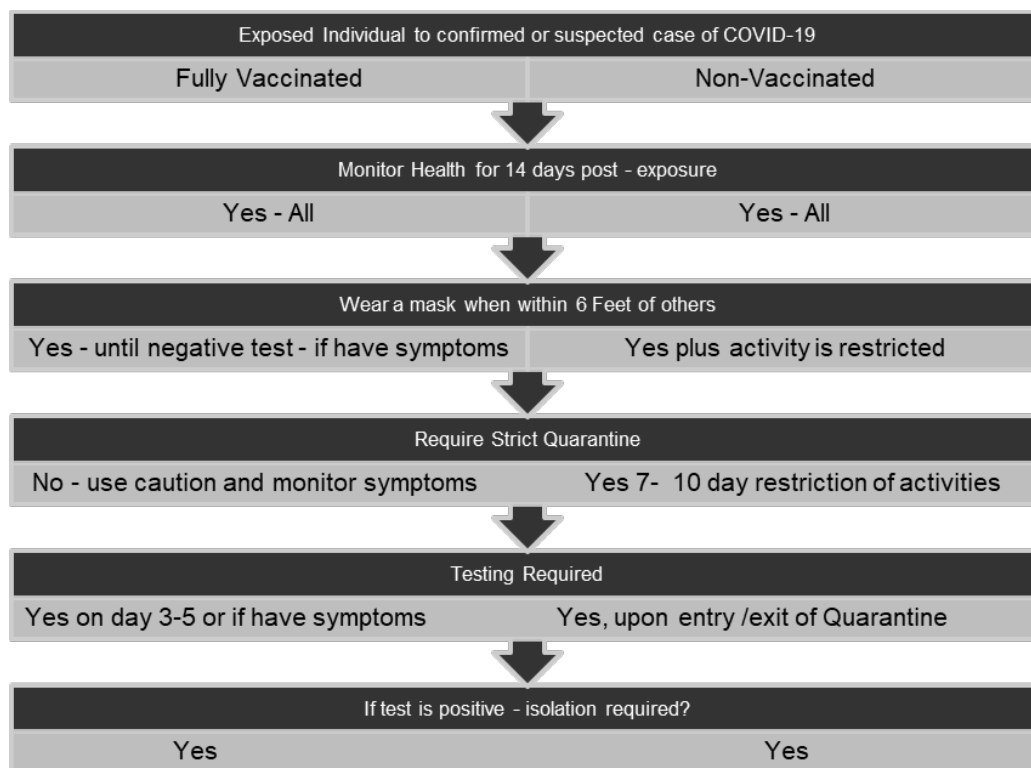 Exposed Individual to confirmed or suspected case of COVID-19
Fully Vaccinated
Non-Vaccinated
Monitor Health for 14 days post - exposure
Yes - All
Yes - All
Wear a mask when within 6 Feet of others
Yes - until negative test - if have symptoms
Yes plus activity is restricted
Require Strict Quarantine
No - use caution and monitor symptoms
Yes 7- 10 day restriction of activities
Testing Required
Yes on day 3-5 or if have symptoms
Yes, upon entry /exit of Quarantine
If test is positive - isolation required?
Yes
Yes